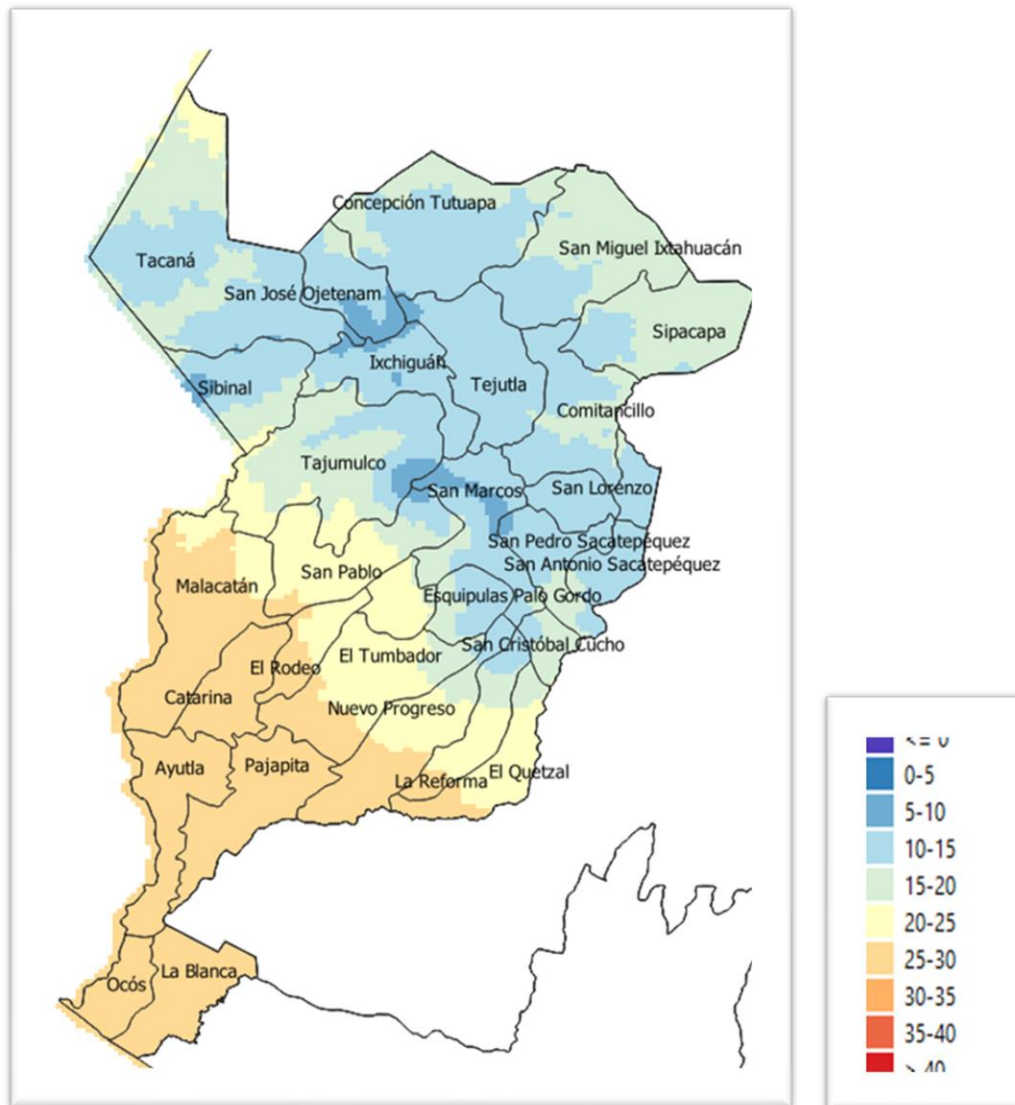 Concepción Tutuapa
San Miguel Ixtahuacán
Tacaná
San José Ojetenam
Sipacapa
Ixchiguán
Tejutla
Sibinal
Comitancillo
Tajumulco
San Marcos
San Lorenzo
San Pedro Sacatepéquez
San Antonio Sacatepéquez
Malacatán
San Pablo
Esquipulas Palo Gordo
San Cristóbal Cucho
El Tumbador
El Rodeo
Catarina
Nuevo Progreso
Ayutla
Pajapita
La Reforma
El Quetzal
La Blanca
Ocós
<= 0
0-5
5-10
10-15
15-20
20-25
25-30
30-35
35-40
> 40